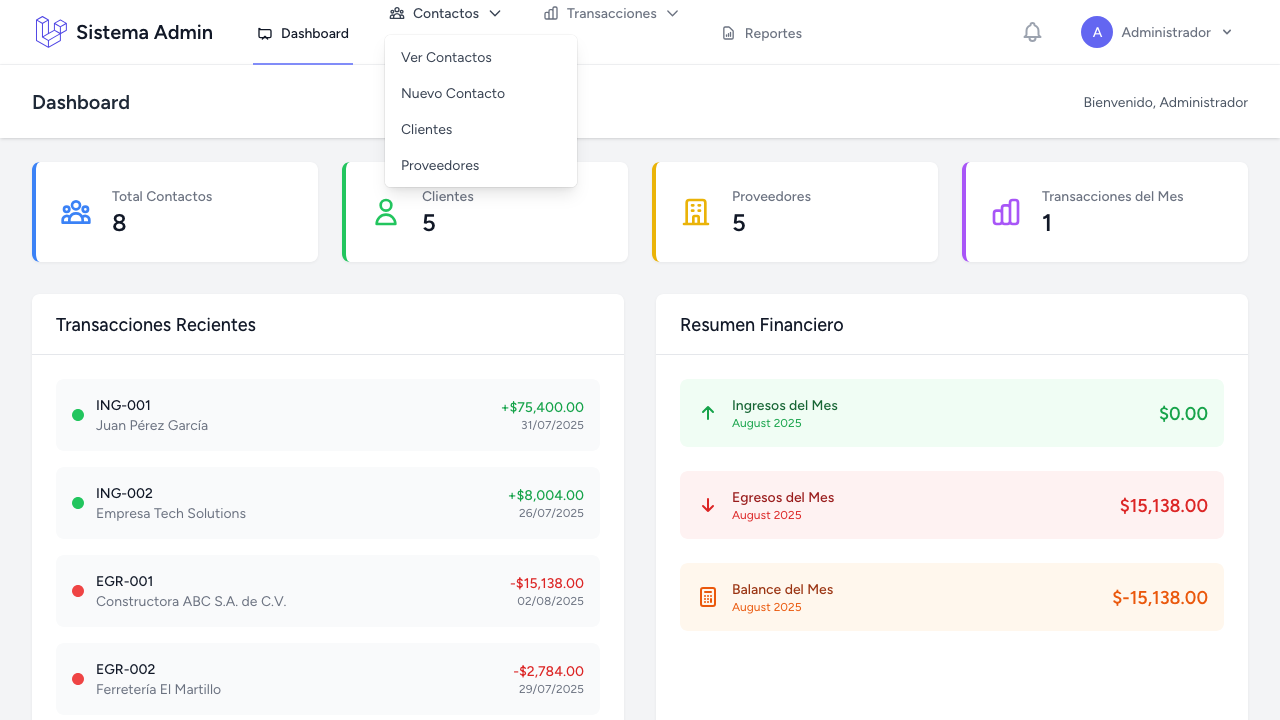 Sistema Admin
Dashboard
Contactos
Transacciones
Reportes
A
Administrador
Ver Contactos
Nuevo Contacto
Clientes
Proveedores
Dashboard
Bienvenido, Administrador
Total Contactos
8
Clientes
5
Proveedores
5
Transacciones del Mes
1
Transacciones Recientes
ING-001
Juan Pérez García
+$75,400.00
31/07/2025
ING-002
Empresa Tech Solutions
+$8,004.00
26/07/2025
EGR-001
Constructora ABC S.A. de C.V.
-$15,138.00
02/08/2025
EGR-002
Ferretería El Martillo
-$2,784.00
29/07/2025
Resumen Financiero
Ingresos del Mes
August 2025
$0.00
Egresos del Mes
August 2025
$15,138.00
Balance del Mes
August 2025
$-15,138.00